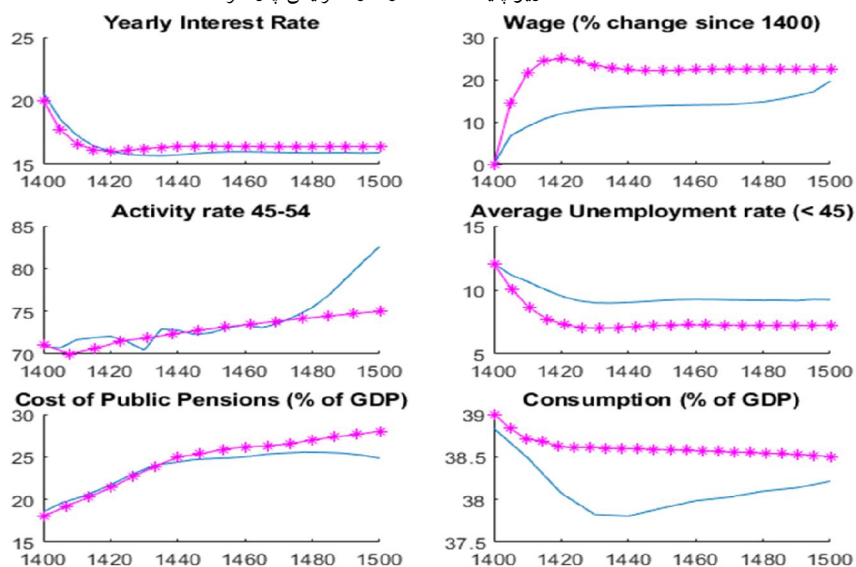 Yearly Interest Rate
25
20
15
1400 1420 1440 1460 1480 1500
Wage (% change since 1400)
30
20
10
0
1400 1420 1440 1460 1480 1500
Activity rate 45-54
85
80
75
70
1400 1420 1440 1460 1480 1500
Average Unemployment rate (< 45)
15
10
5
1400 1420 1440 1460 1480 1500
Cost of Public Pensions (% of GDP)
30
25
20
15
1400 1420 1440 1460 1480 1500
Consumption (% of GDP)
39
38.5
38
37.5
1400 1420 1440 1460 1480 1500